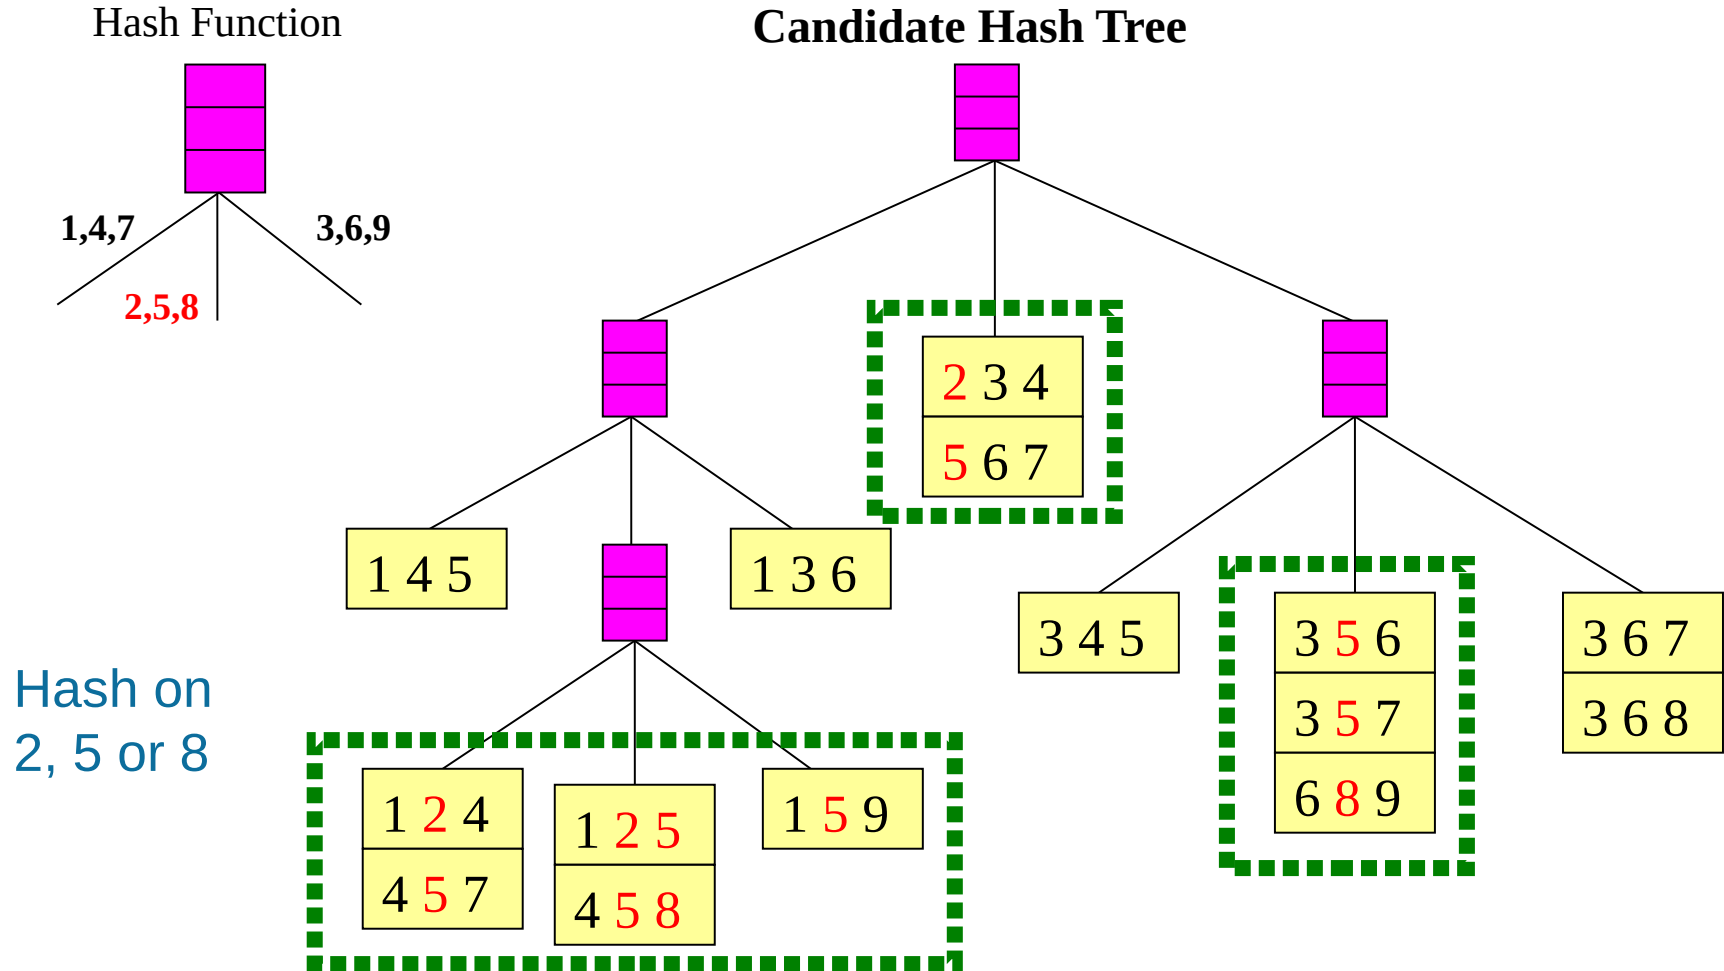 Hash Function
Candidate Hash Tree
1,4,7
3,6,9
2,5,8
2 3 4
5 6 7
1 4 5
1 3 6
3 4 5
3 5 6
3 6 7
3 5 7
3 6 8
6 8 9
Hash on
2, 5 or 8
1 2 4
1 2 5
1 5 9
4 5 7
4 5 8